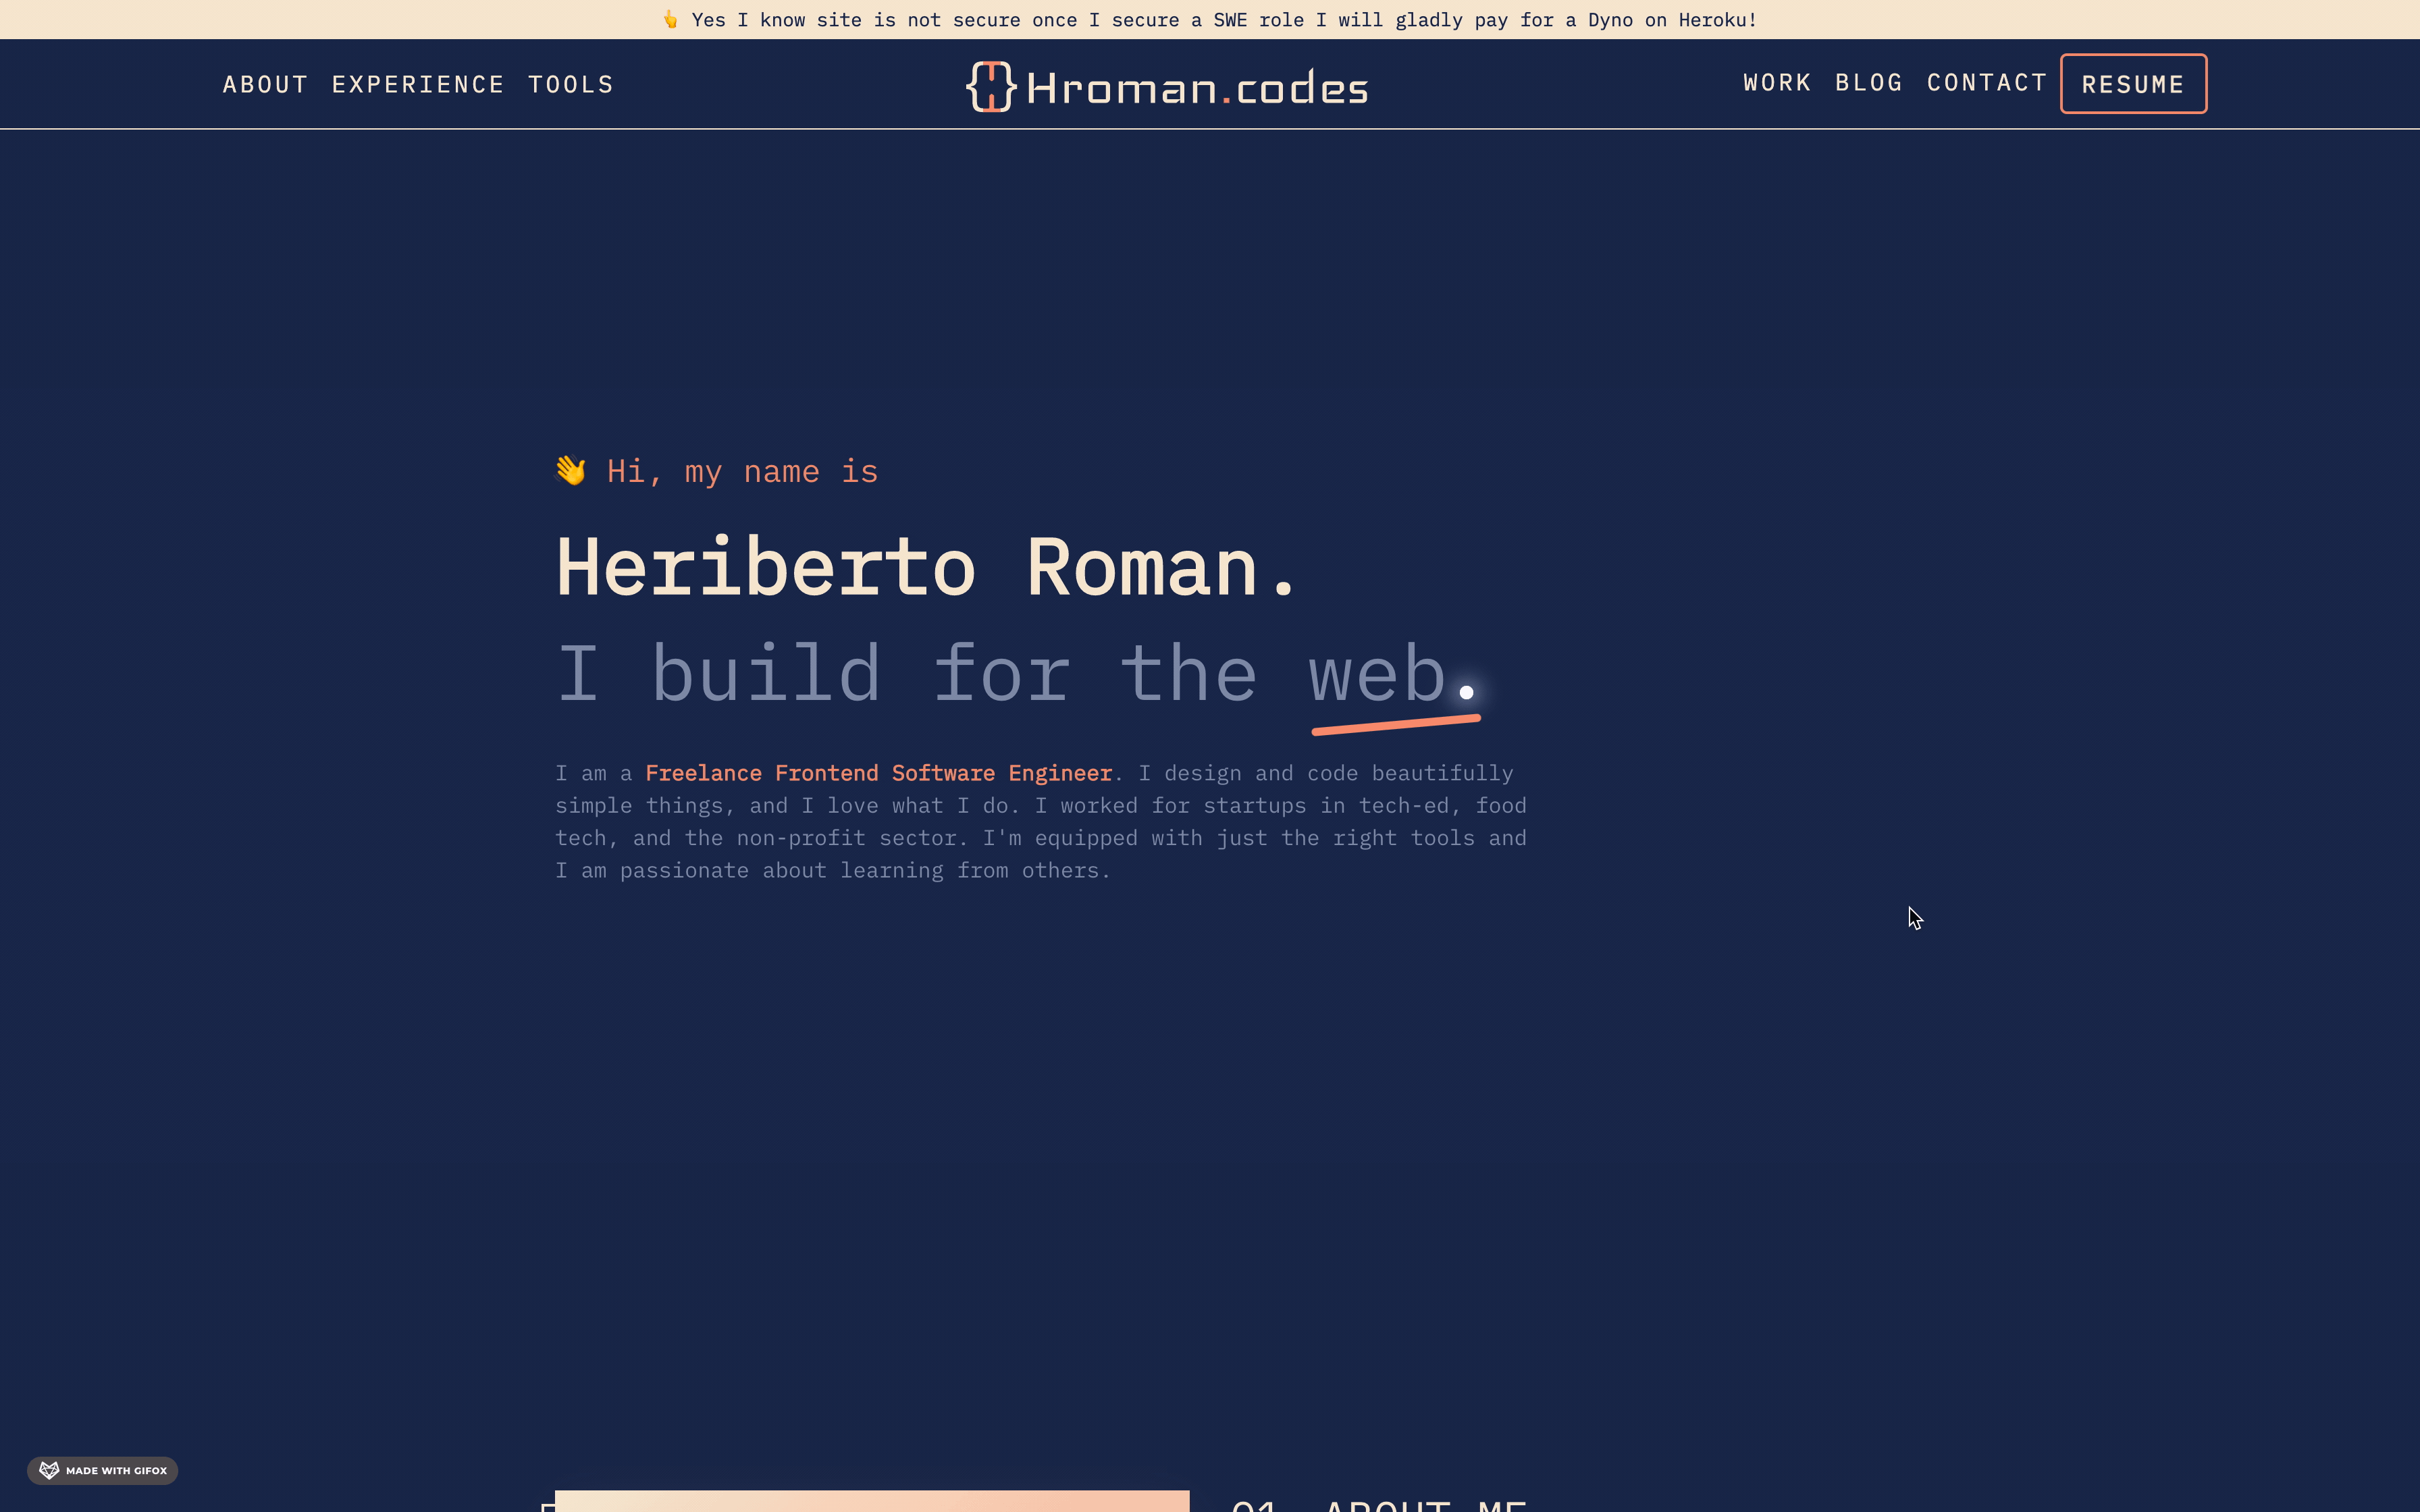 👆 Yes I know site is not secure once I secure a SWE role I will gladly pay for a Dyno on Heroku!
ABOUT EXPERIENCE TOOLS
{} Hroman.codes
WORK BLOG CONTACT RESUME
👋 Hi, my name is
Heriberto Roman.
I build for the web.
I am a Freelance Frontend Software Engineer. I design and code beautifully
simple things, and I love what I do. I worked for startups in tech-ed, food
tech, and the non-profit sector. I'm equipped with just the right tools and
I am passionate about learning from others.
MADE WITH GIFOX
01. ABOUT ME